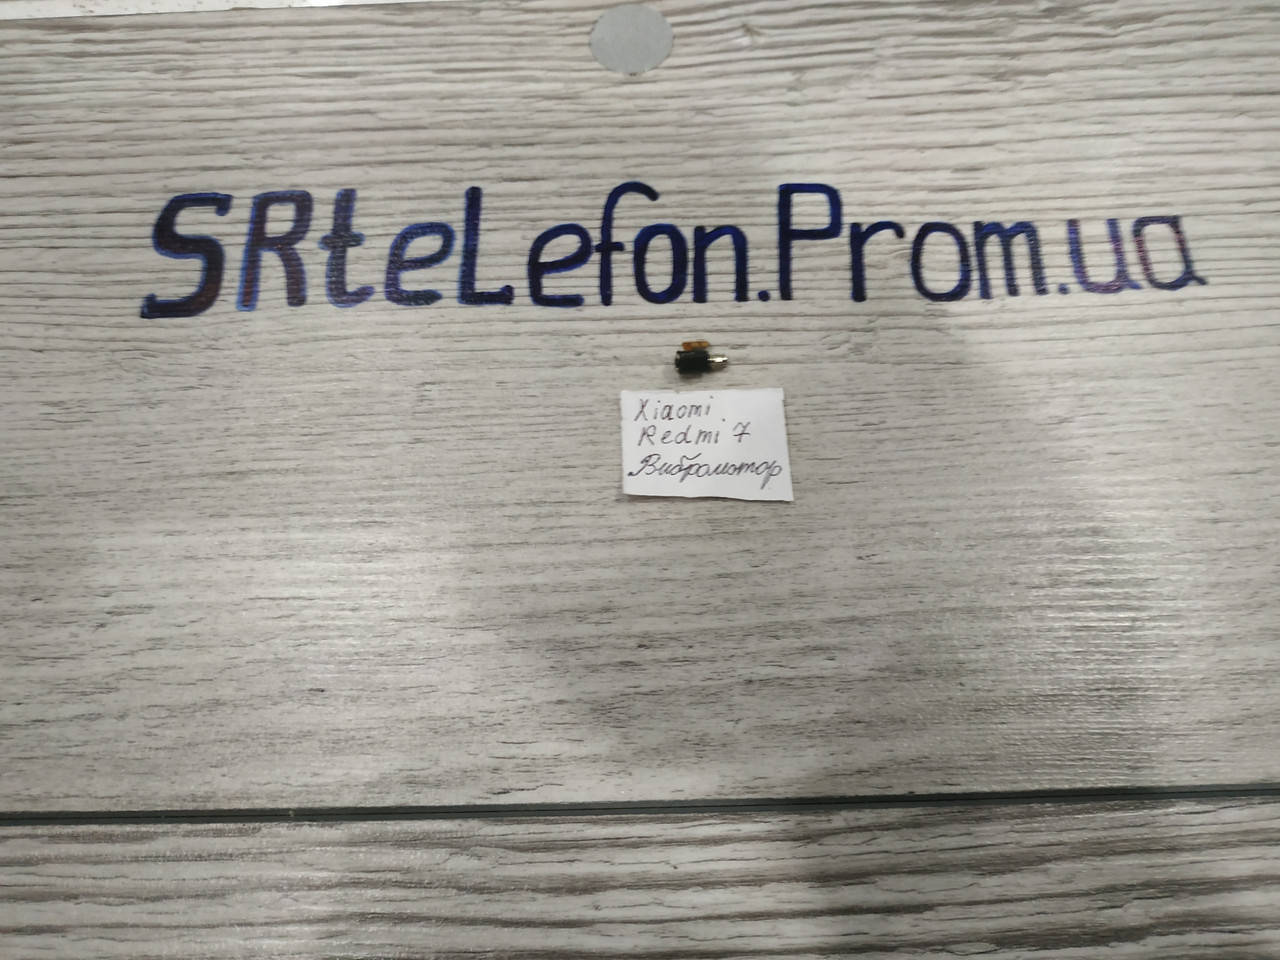 SRteLefon.Prom.ua
Xiaomi
Redmi 7
Вибромотор